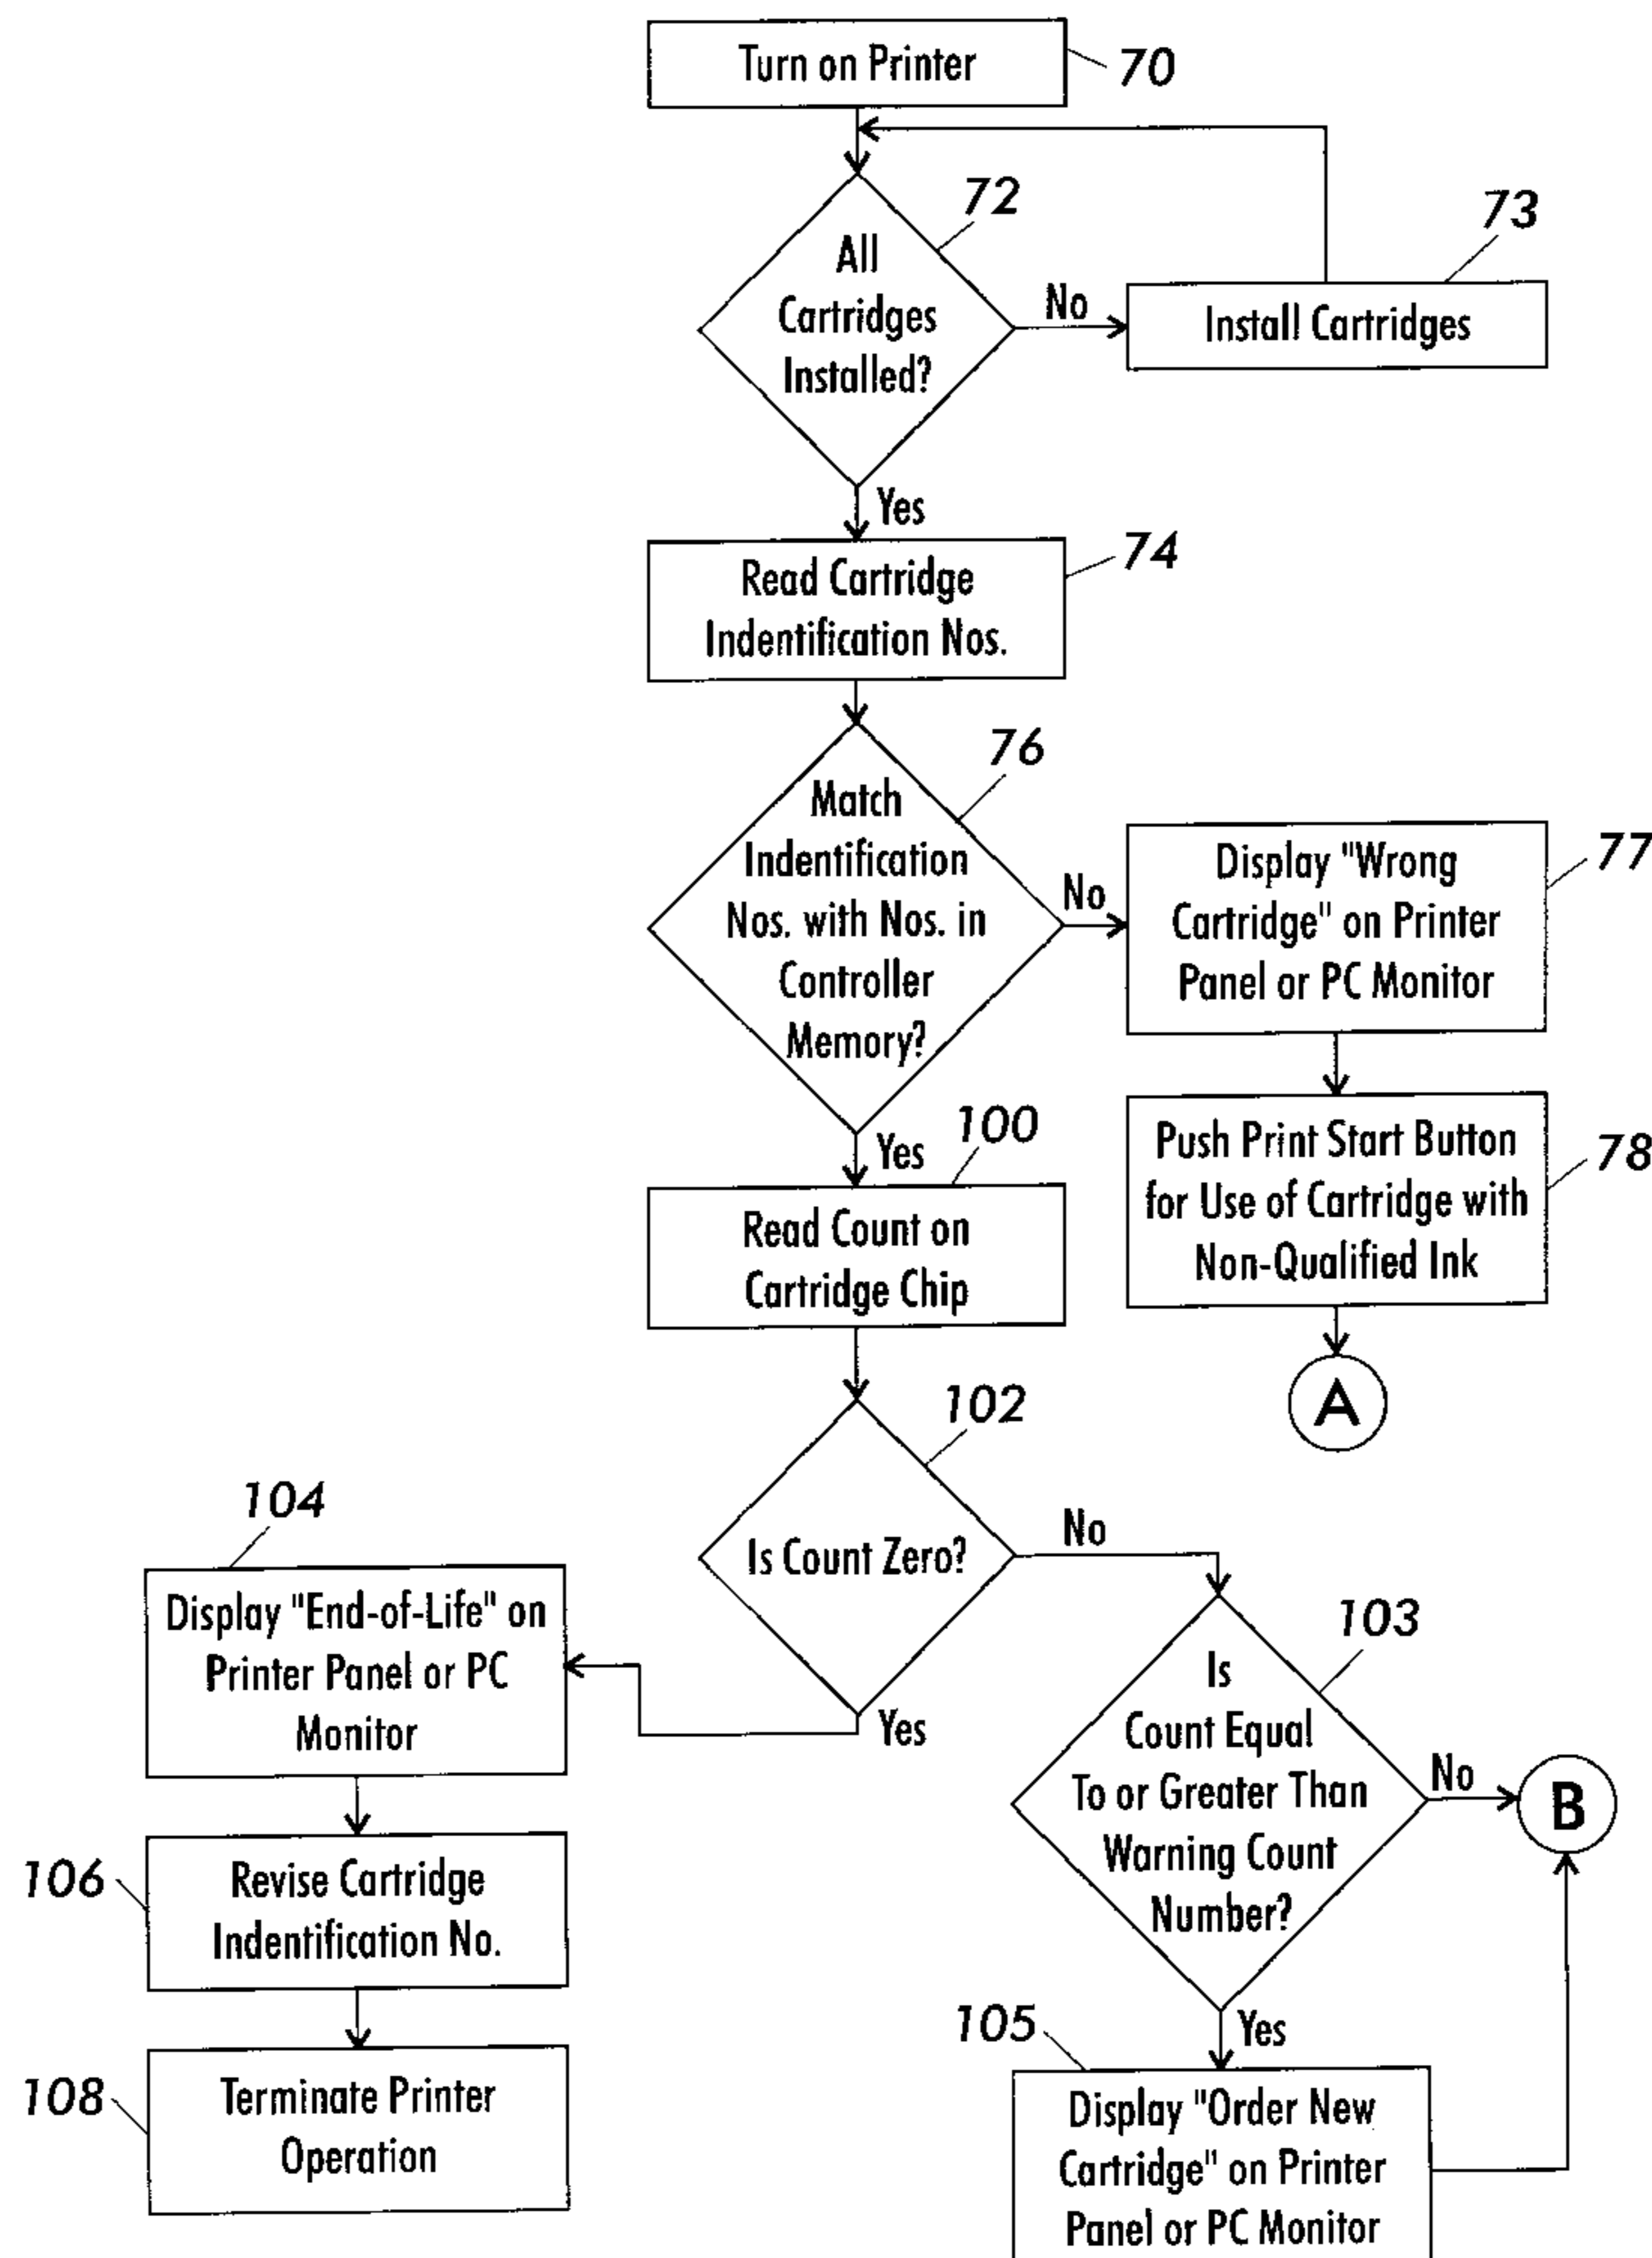 Turn on Printer
70
72
All
Cartridges
Installed?
No
73
Install Cartridges
Yes
74
Read Cartridge
Indentification Nos.
76
Match
Indentification
Nos. with Nos. in
Controller
Memory?
No
77
Display "Wrong
Cartridge" on Printer
Panel or PC Monitor
78
Push Print Start Button
for Use of Cartridge with
Non-Qualified Ink
A
Yes
100
Read Count on
Cartridge Chip
102
Is Count Zero?
No
Yes
104
Display "End-of-Life" on
Printer Panel or PC
Monitor
106
Revise Cartridge
Indentification No.
108
Terminate Printer
Operation
103
Is
Count Equal
To or Greater Than
Warning Count
Number?
No
B
Yes
105
Display "Order New
Cartridge" on Printer
Panel or PC Monitor